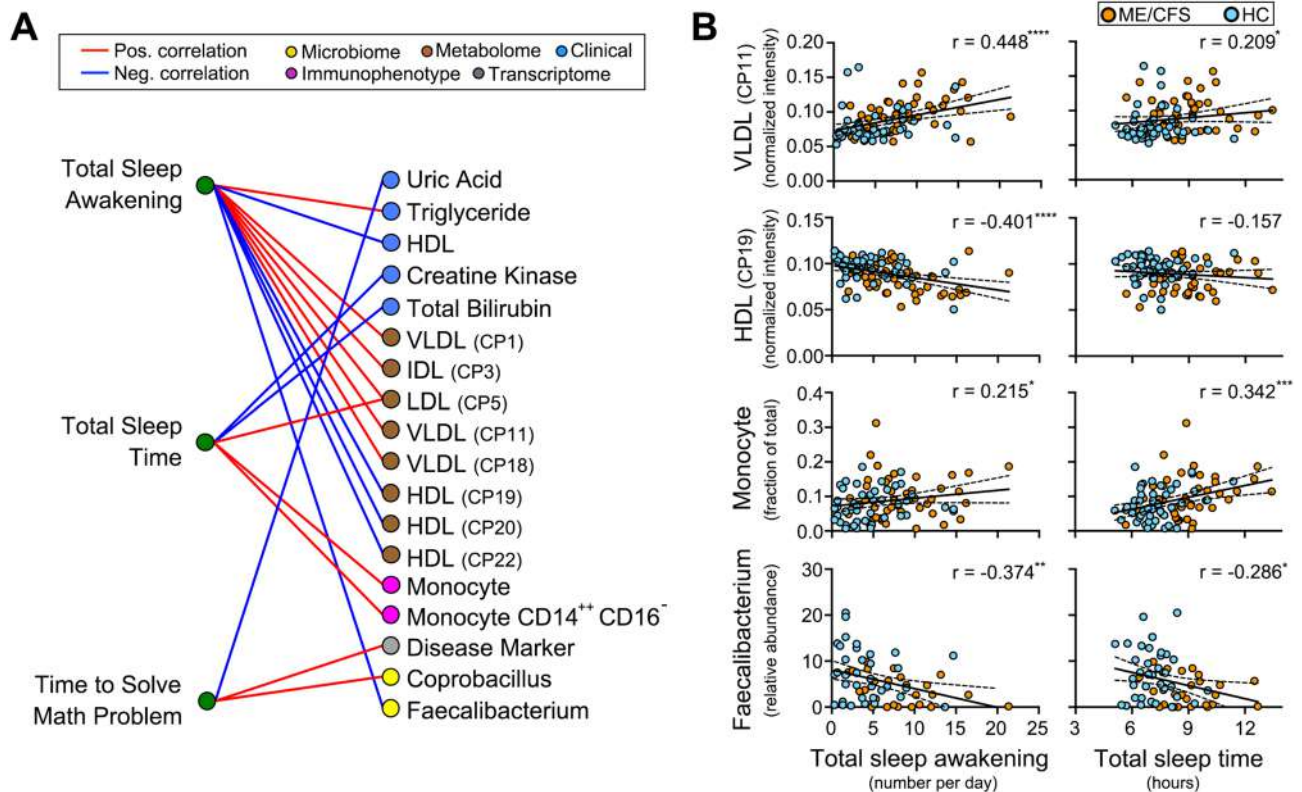 A
Pos. correlation
Neg. correlation
Microbiome
Metabolome
Clinical
Immunophenotype
Transcriptome
Total Sleep
Awakening
Total Sleep
Time
Time to Solve
Math Problem
Uric Acid
Triglyceride
HDL
Creatine Kinase
Total Bilirubin
VLDL (CP1)
IDL (CP3)
LDL (CP5)
VLDL (CP11)
VLDL (CP18)
HDL (CP19)
HDL (CP20)
HDL (CP22)
Monocyte
Monocyte CD14++ CD16-
Disease Marker
Coprobacillus
Faecalibacterium
B
ME/CFS HC
VLDL (CP11)
(normalized intensity)
0.20
0.15
0.10
0.05
0.00
r = 0.448****
r = 0.209*
HDL (CP19)
(normalized intensity)
0.15
0.10
0.05
0.00
r = -0.401****
r = -0.157
Monocyte
(fraction of total)
0.4
0.3
0.2
0.1
0.0
r = 0.215*
r = 0.342***
Faecalibacterium
(relative abundance)
30
20
10
0
r = -0.374**
r = -0.286*
0 5 10 15 20 25
3 6 9 12
Total sleep awakening
(number per day)
Total sleep time
(hours)